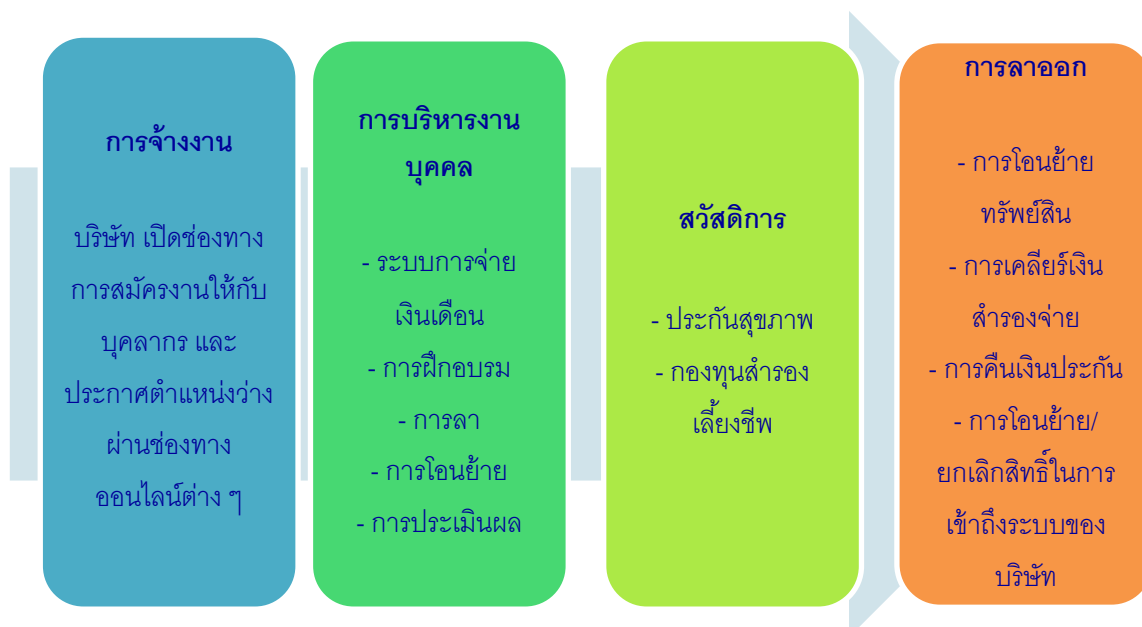 การจ้างงาน
บริษัท เปิดช่องทาง
การสมัครงานให้กับ
บุคลากร และ
ประกาศตำแหน่งว่าง
ผ่านช่องทาง
ออนไลน์ต่าง ๆ
การบริหารงาน
บุคคล
- ระบบการจ่าย
เงินเดือน
- การฝึกอบรม
- การลา
- การโอนย้าย
- การประเมินผล
สวัสดิการ
- ประกันสุขภาพ
- กองทุนสำรอง
เลี้ยงชีพ
การลาออก
- การโอนย้าย
ทรัพย์สิน
- การเคลียร์เงิน
สำรองจ่าย
- การคืนเงินประกัน
- การโอนย้าย/
ยกเลิกสิทธิ์ในการ
เข้าถึงระบบของ
บริษัท